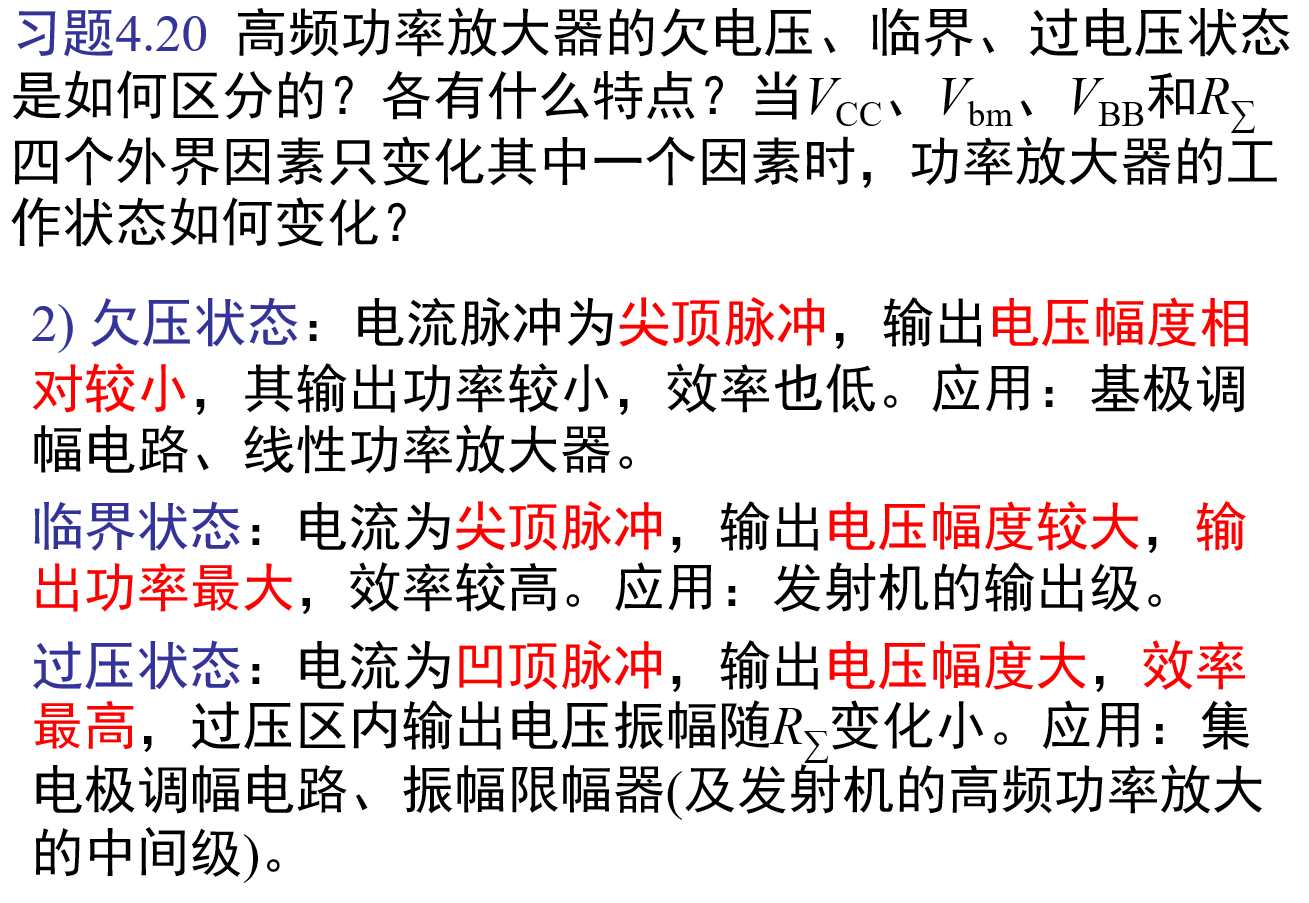 习题4.20 高频功率放大器的欠电压、临界、过电压状态
是如何区分的？各有什么特点？当VCC、Vbm、VBB和R∑
四个外界因素只变化其中一个因素时，功率放大器的工
作状态如何变化？
2) 欠压状态：电流脉冲为尖顶脉冲，输出电压幅度相
对较小，其输出功率较小，效率也低。应用：基极调
幅电路、线性功率放大器。
临界状态：电流为尖顶脉冲，输出电压幅度较大，输
出功率最大，效率较高。应用：发射机的输出级。
过压状态：电流为凹顶脉冲，输出电压幅度大，效率
最高，过压区内输出电压振幅随R∑变化小。应用：集
电极调幅电路、振幅限幅器(及发射机的高频功率放大
的中间级)。